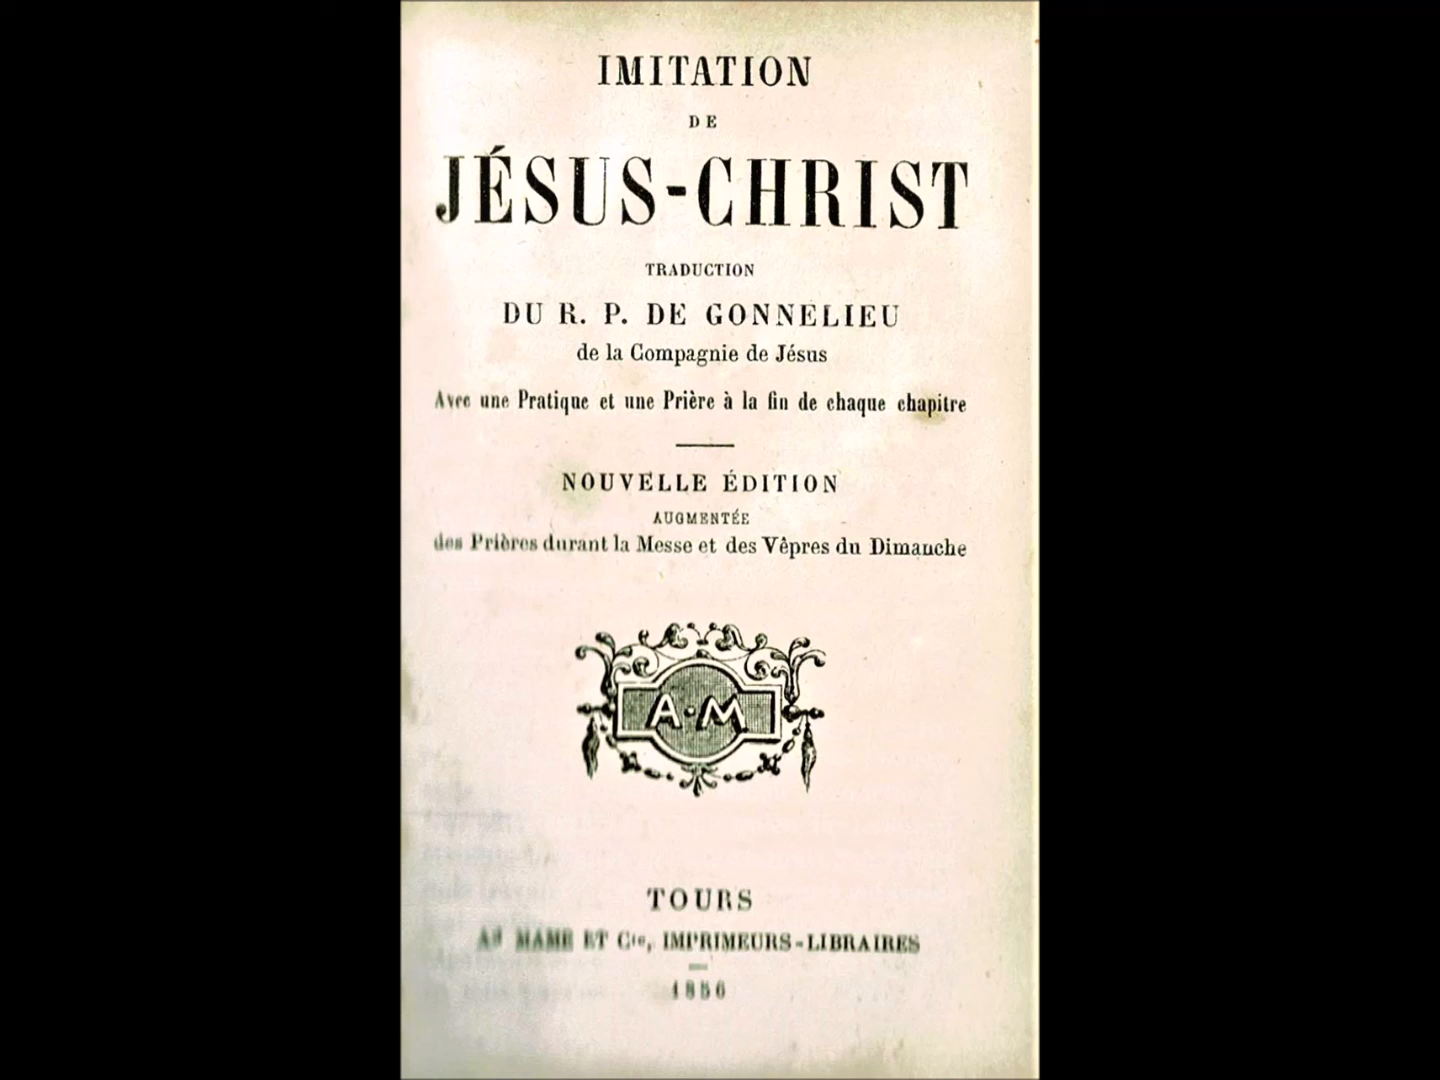 IMITATION
DE
JÉSUS-CHRIST
TRADUCTION
DU R. P. DE GONNELIEU
de la Compagnie de Jésus
Avec une Pratique et une Prière à la fin de chaque chapitre
NOUVELLE ÉDITION
AUGMENTÉE
des Prières durant la Messe et des Vêpres du Dimanche
A·M
TOURS
Ad MAME ET Cie, IMPRIMEURS-LIBRAIRES
1856